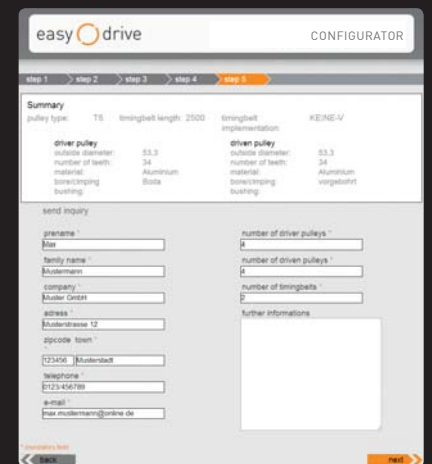 easy drive CONFIGURATOR
step 1 step 2 step 3 step 4 step 5
Summary
pulley type: T5 timingbelt length: 2500 timingbelt implementation: KEINE-V
driver pulley
outside diameter: 53,3
number of teeth: 34
material: Aluminium
bore/clmping bushing: Boda
driven pulley
outside diameter: 53,3
number of teeth: 34
material: Aluminium
bore/clmping bushing: vorgebohrt
send inquiry
prename *
Max
family name *
Mustermann
company *
Muster GmbH
adress *
Musterstrasse 12
zipcode town *
*
123456 Musterstadt
telephone *
0123/456789
e-mail *
max.mustermann@online.de
number of driver pulleys *
4
number of driven pulleys *
4
number of timingbelts *
2
further informations
* mandatory field
back next